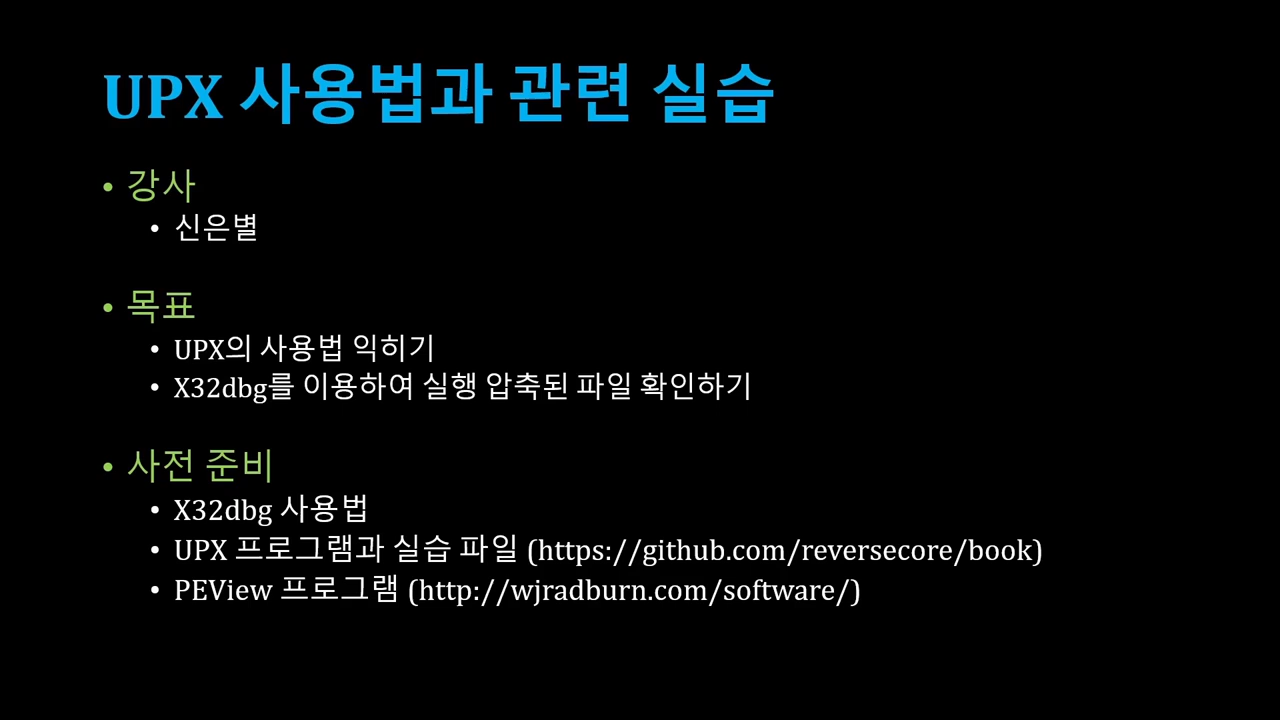 UPX 사용법과 관련 실습
• 강사
• 신은별
• 목표
• UPX의 사용법 익히기
• X32dbg를 이용하여 실행 압축된 파일 확인하기
• 사전 준비
• X32dbg 사용법
• UPX 프로그램과 실습 파일 (https://github.com/reversecore/book)
• PEView 프로그램 (http://wjradburn.com/software/)